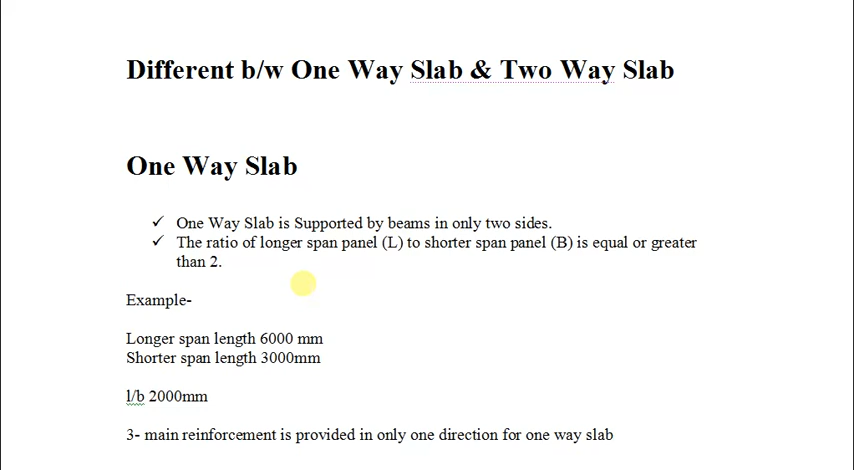 Different b/w One Way Slab & Two Way Slab
One Way Slab
✓ One Way Slab is Supported by beams in only two sides.
✓ The ratio of longer span panel (L) to shorter span panel (B) is equal or greater
than 2.
Example-
Longer span length 6000 mm
Shorter span length 3000mm
l/b 2000mm
3- main reinforcement is provided in only one direction for one way slab